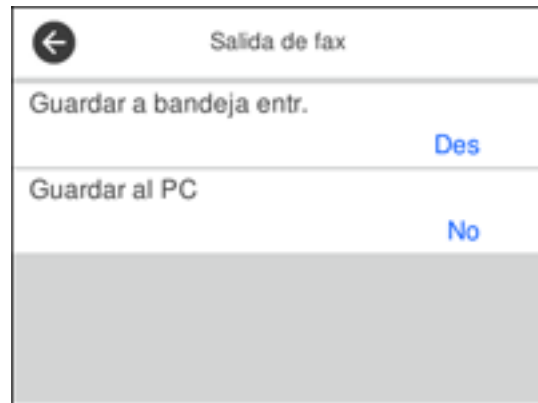 Salida de fax
Guardar a bandeja entr.
Des
Guardar al PC
No